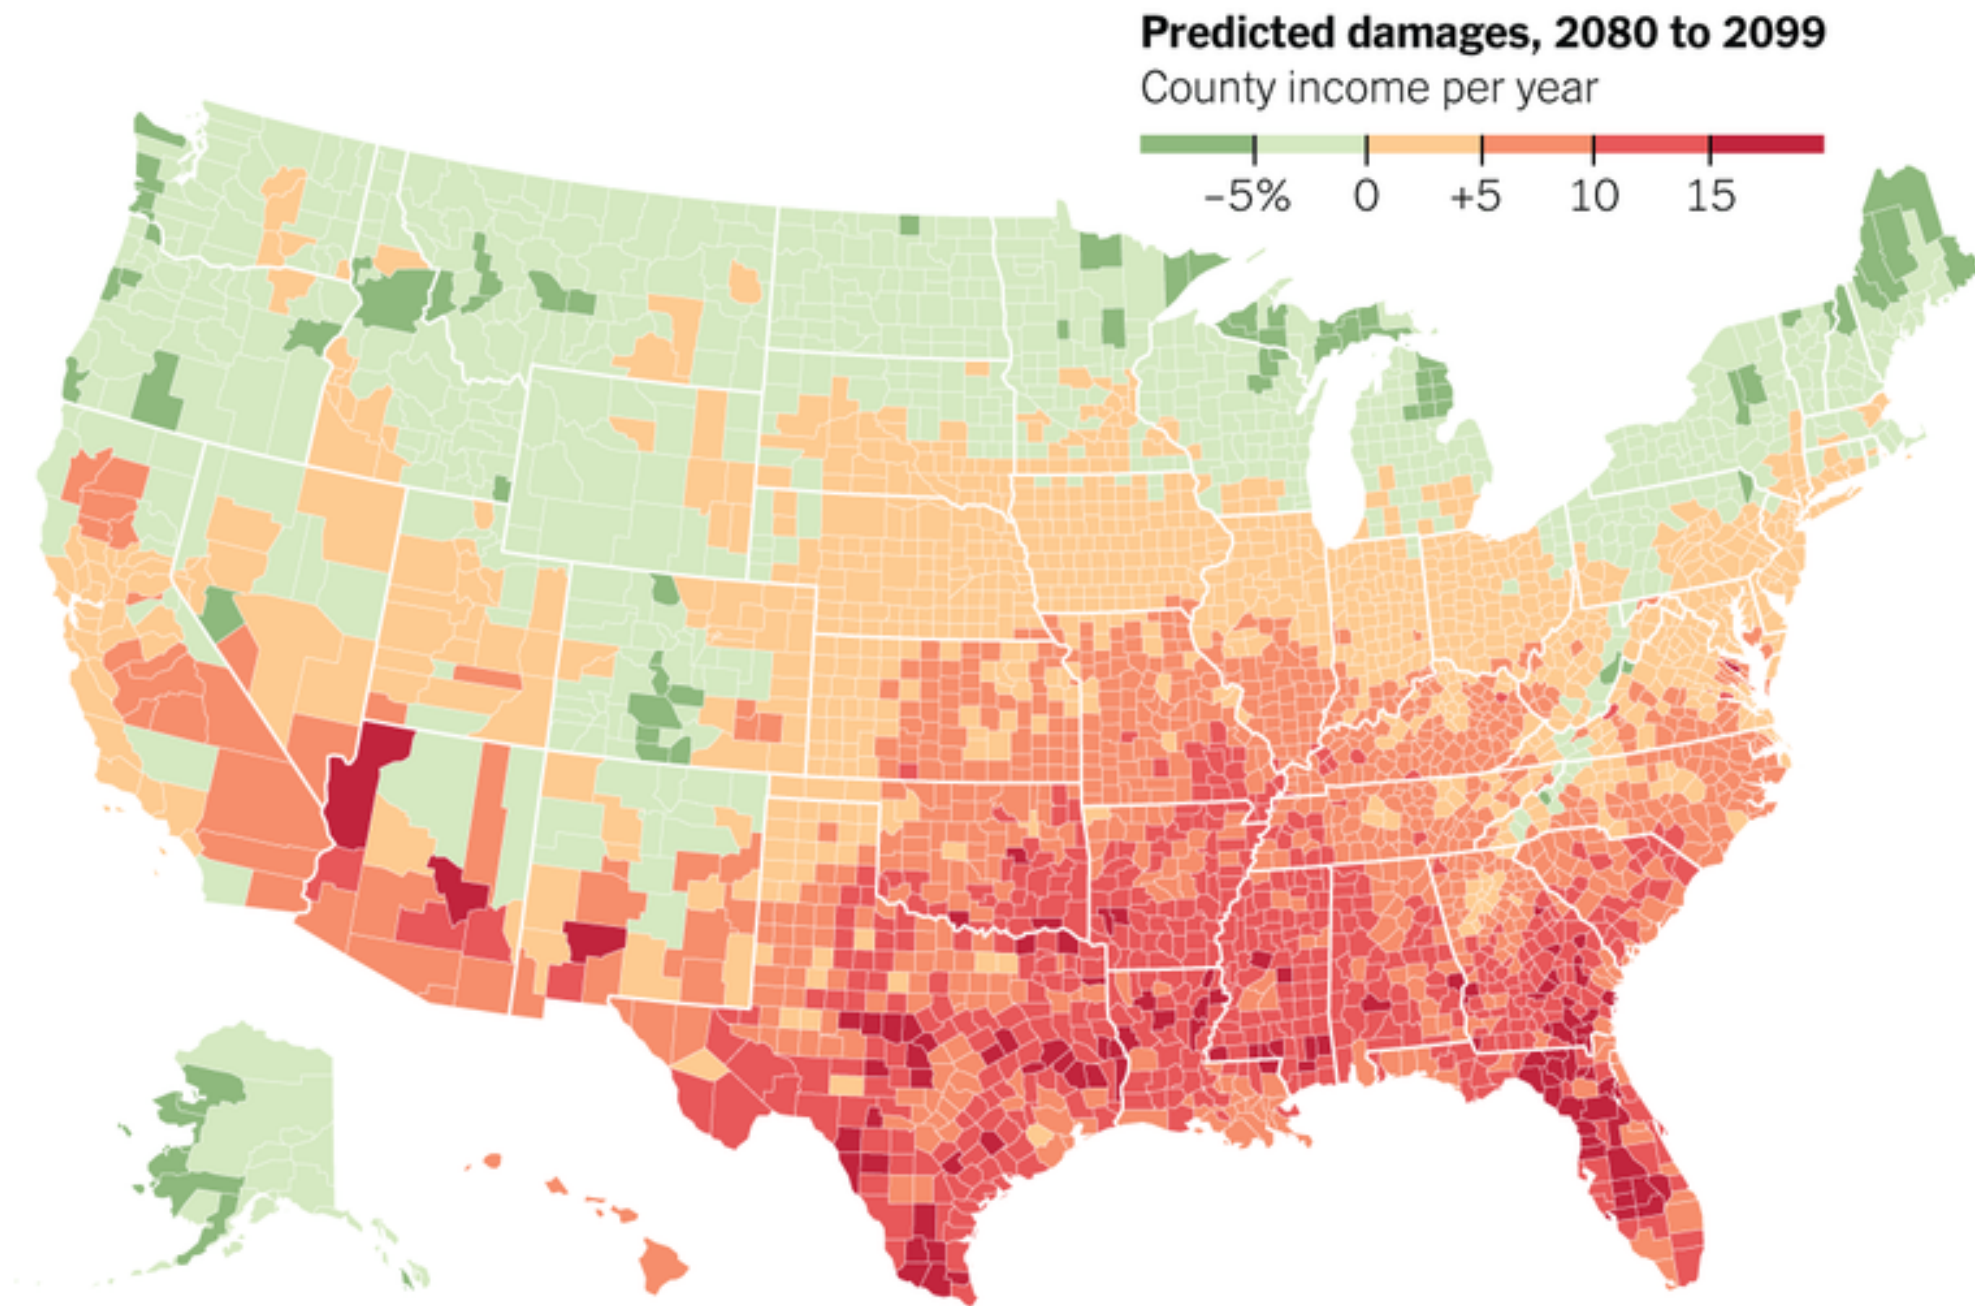 Predicted damages, 2080 to 2099
County income per year
–5% 0 +5 10 15